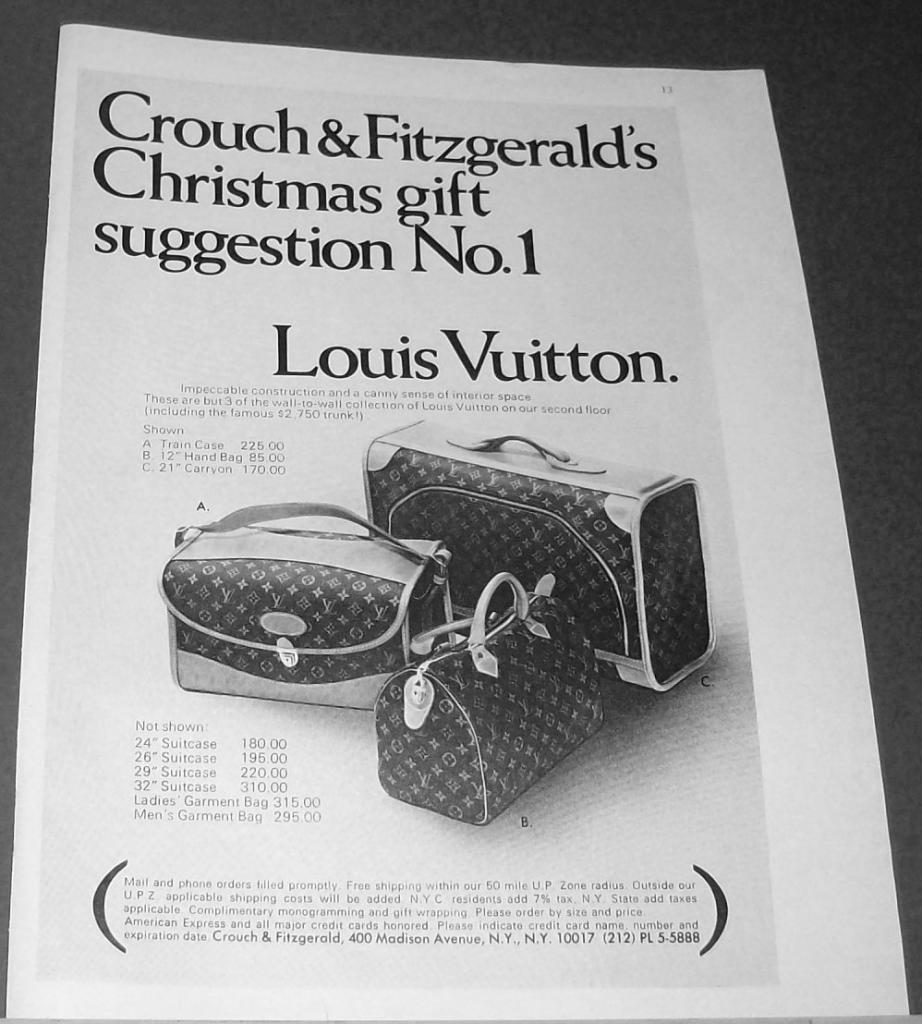 13
Crouch & Fitzgerald's
Christmas gift
suggestion No. 1
Louis Vuitton.
Impeccable construction and a canny sense of interior space
These are but 3 of the wall-to-wall collection of Louis Vuitton on our second floor
(including the famous $2,750 trunk!)
Shown
A. Train Case 225.00
B. 12" Hand Bag 85.00
C. 21" Carryon 170.00
A.
C.
Not shown:
24" Suitcase 180.00
26" Suitcase 195.00
29" Suitcase 220.00
32" Suitcase 310.00
Ladies' Garment Bag 315.00
Men's Garment Bag 295.00
B.
Mail and phone orders filled promptly. Free shipping within our 50 mile U.P. Zone radius. Outside our
U.P.Z. applicable shipping costs will be added. N.Y.C. residents add 7% tax. N.Y. State add taxes
applicable. Complimentary monogramming and gift wrapping. Please order by size and price.
American Express and all major credit cards honored. Please indicate credit card name, number and
expiration date. Crouch & Fitzgerald, 400 Madison Avenue, N.Y., N.Y. 10017 (212) PL 5-5888